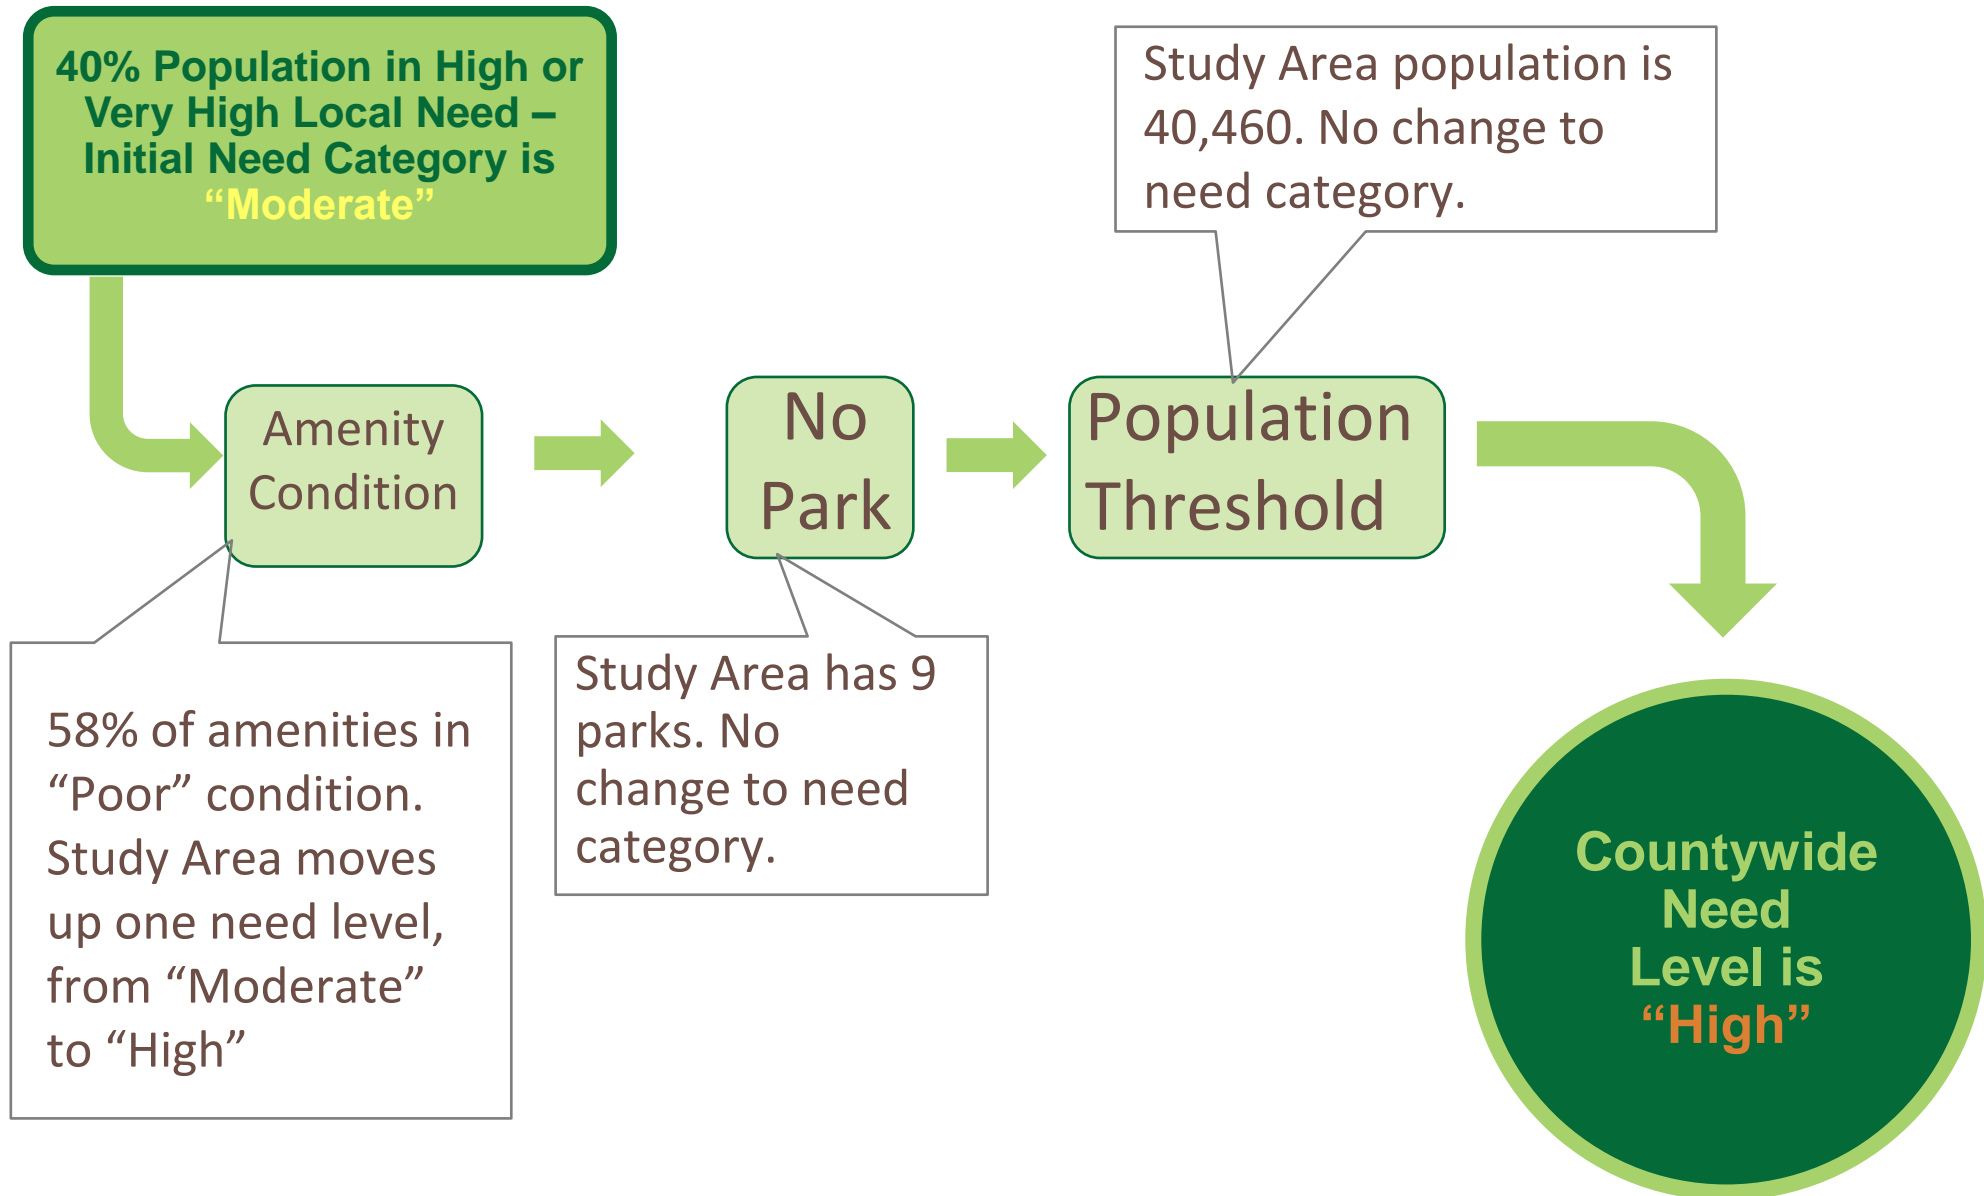 40% Population in High or
Very High Local Need –
Initial Need Category is
“Moderate”
Study Area population is
40,460. No change to
need category.
Amenity
Condition
No
Park
Population
Threshold
58% of amenities in
“Poor” condition.
Study Area moves
up one need level,
from “Moderate”
to “High”
Study Area has 9
parks. No
change to need
category.
Countywide
Need
Level is
“High”